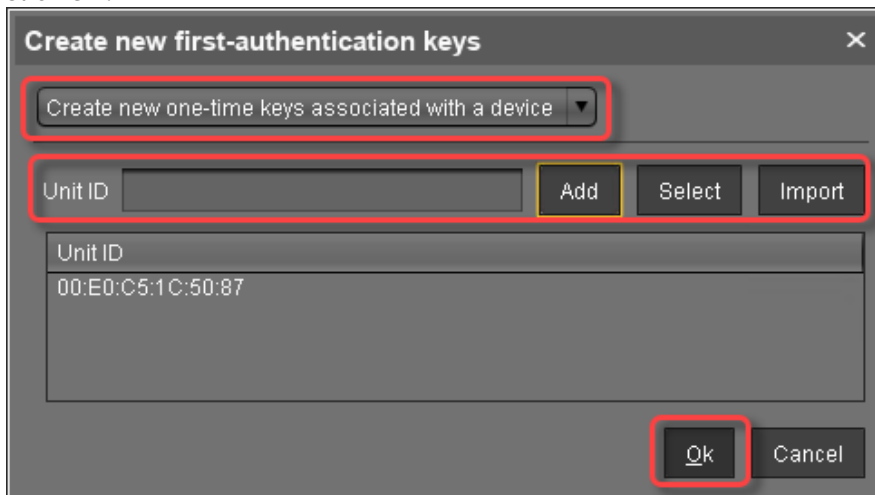 Create new first-authentication keys ×
Create new one-time keys associated with a device
Unit ID Add Select Import
Unit ID
00:E0:C5:1C:50:87
Ok Cancel